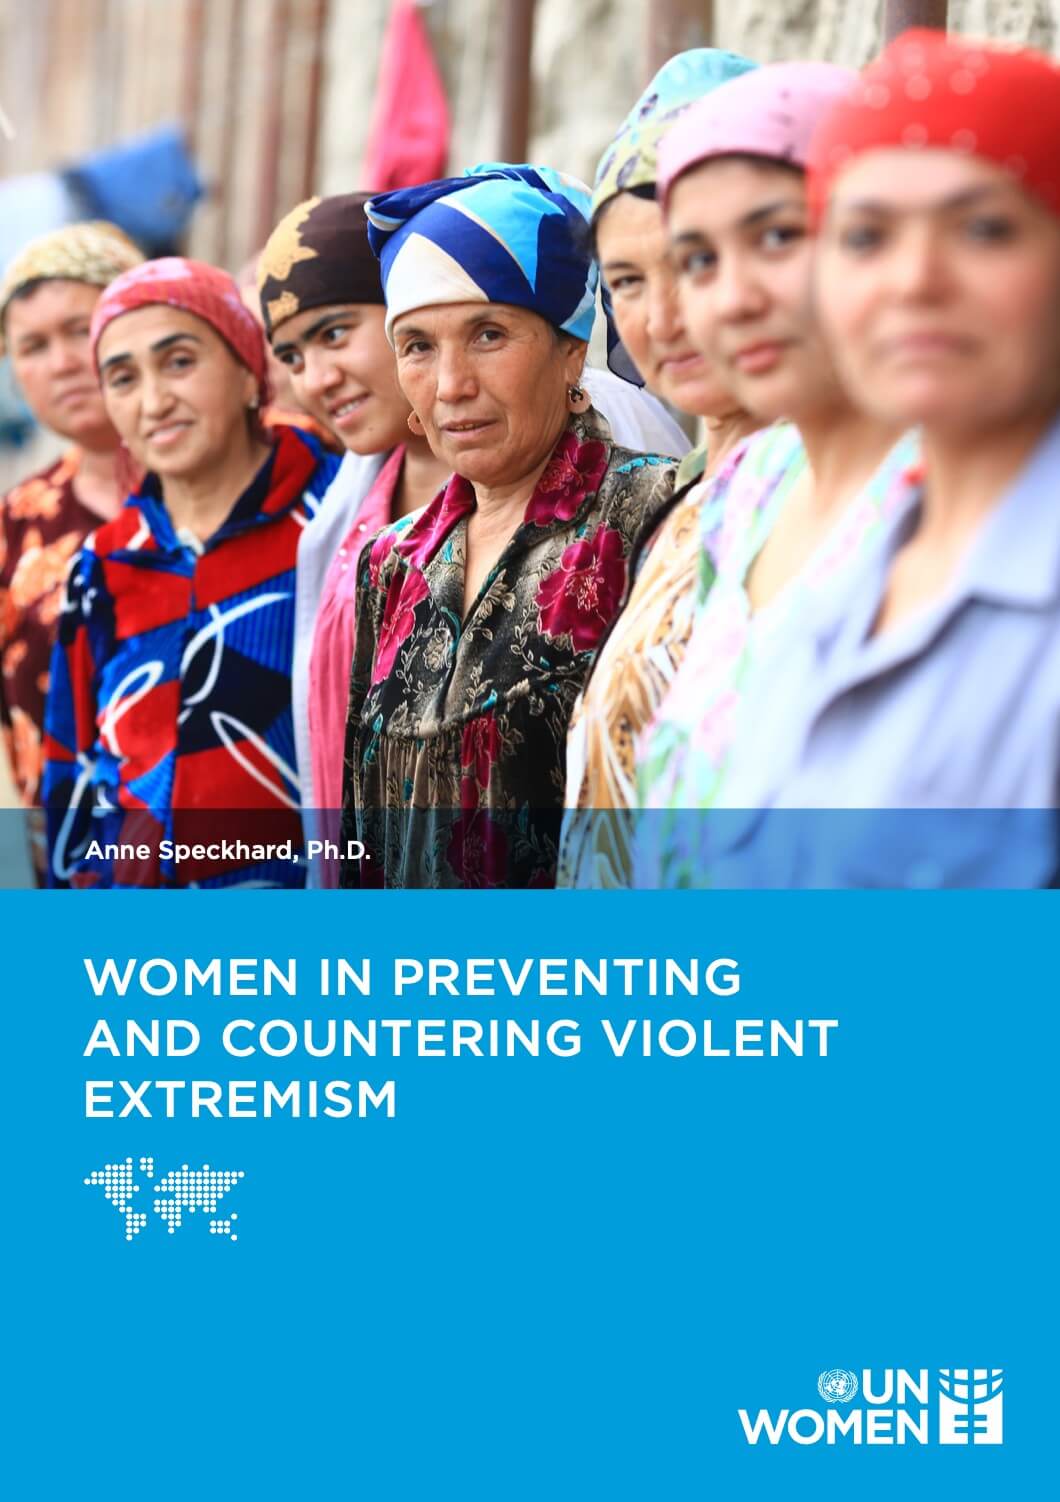 Anne Speckhard, Ph.D.
WOMEN IN PREVENTING
AND COUNTERING VIOLENT
EXTREMISM
UN
WOMEN